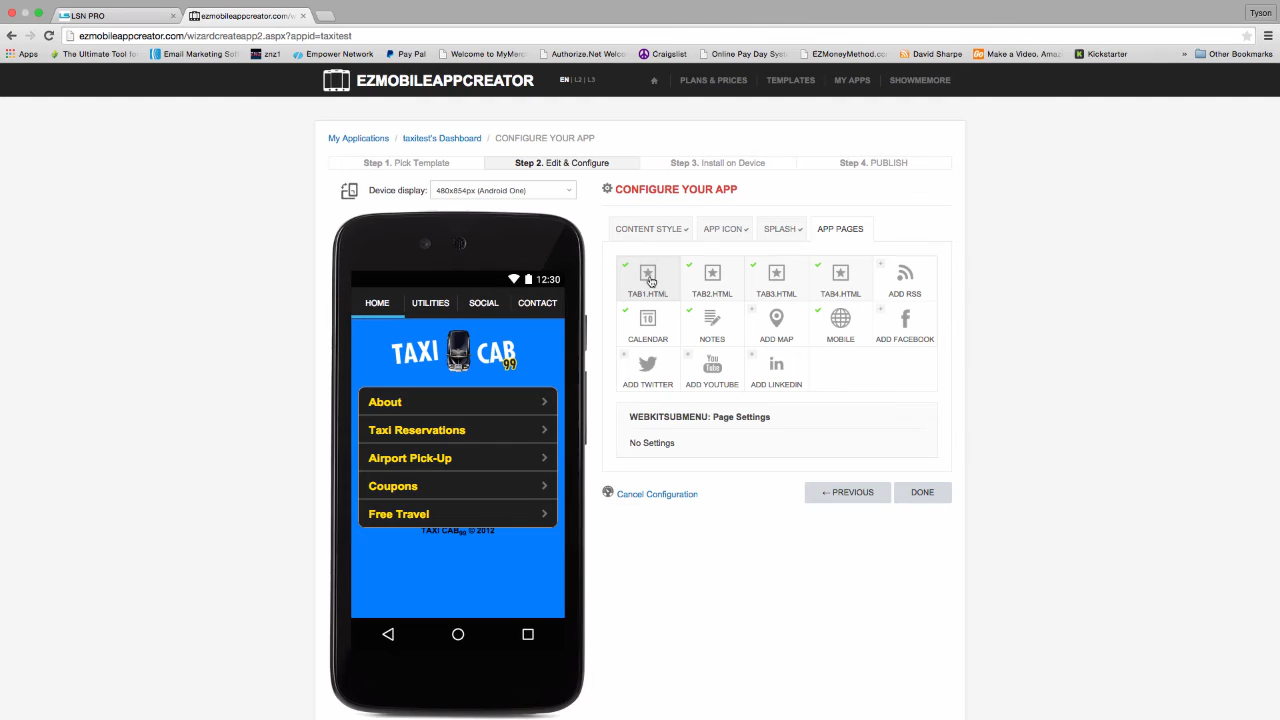 LSN PRO
ezmobileappcreator.com/w
Tyson
ezmobileappcreator.com/wizardcreateapp2.aspx?appid=taxitest
Apps The Ultimate Tool for Email Marketing Sof znz1 Empower Network Pay Pal Welcome to MyMer Authorize.Net Welco Craigslist Online Pay Day Syst EZMoneyMethod.co David Sharpe Make a Video, Amaz Kickstarter » Other Bookmarks
EZMOBILEAPPCREATOR EN | L2 | L3 PLANS & PRICES TEMPLATES MY APPS SHOWMEMORE
My Applications / taxitest's Dashboard / CONFIGURE YOUR APP
Step 1. Pick Template Step 2. Edit & Configure Step 3. Install on Device Step 4. PUBLISH
Device display: 480x854px (Android One)
CONFIGURE YOUR APP
CONTENT STYLE APP ICON SPLASH APP PAGES
12:30
HOME UTILITIES SOCIAL CONTACT
TAXI CAB 99
About
Taxi Reservations
Airport Pick-Up
Coupons
Free Travel
TAXI CAB99 © 2012
TAB1.HTML TAB2.HTML TAB3.HTML TAB4.HTML ADD RSS
10
CALENDAR NOTES ADD MAP MOBILE ADD FACEBOOK
You
Tube
in
ADD TWITTER ADD YOUTUBE ADD LINKEDIN
WEBKITSUBMENU: Page Settings
No Settings
Cancel Configuration
← PREVIOUS
DONE